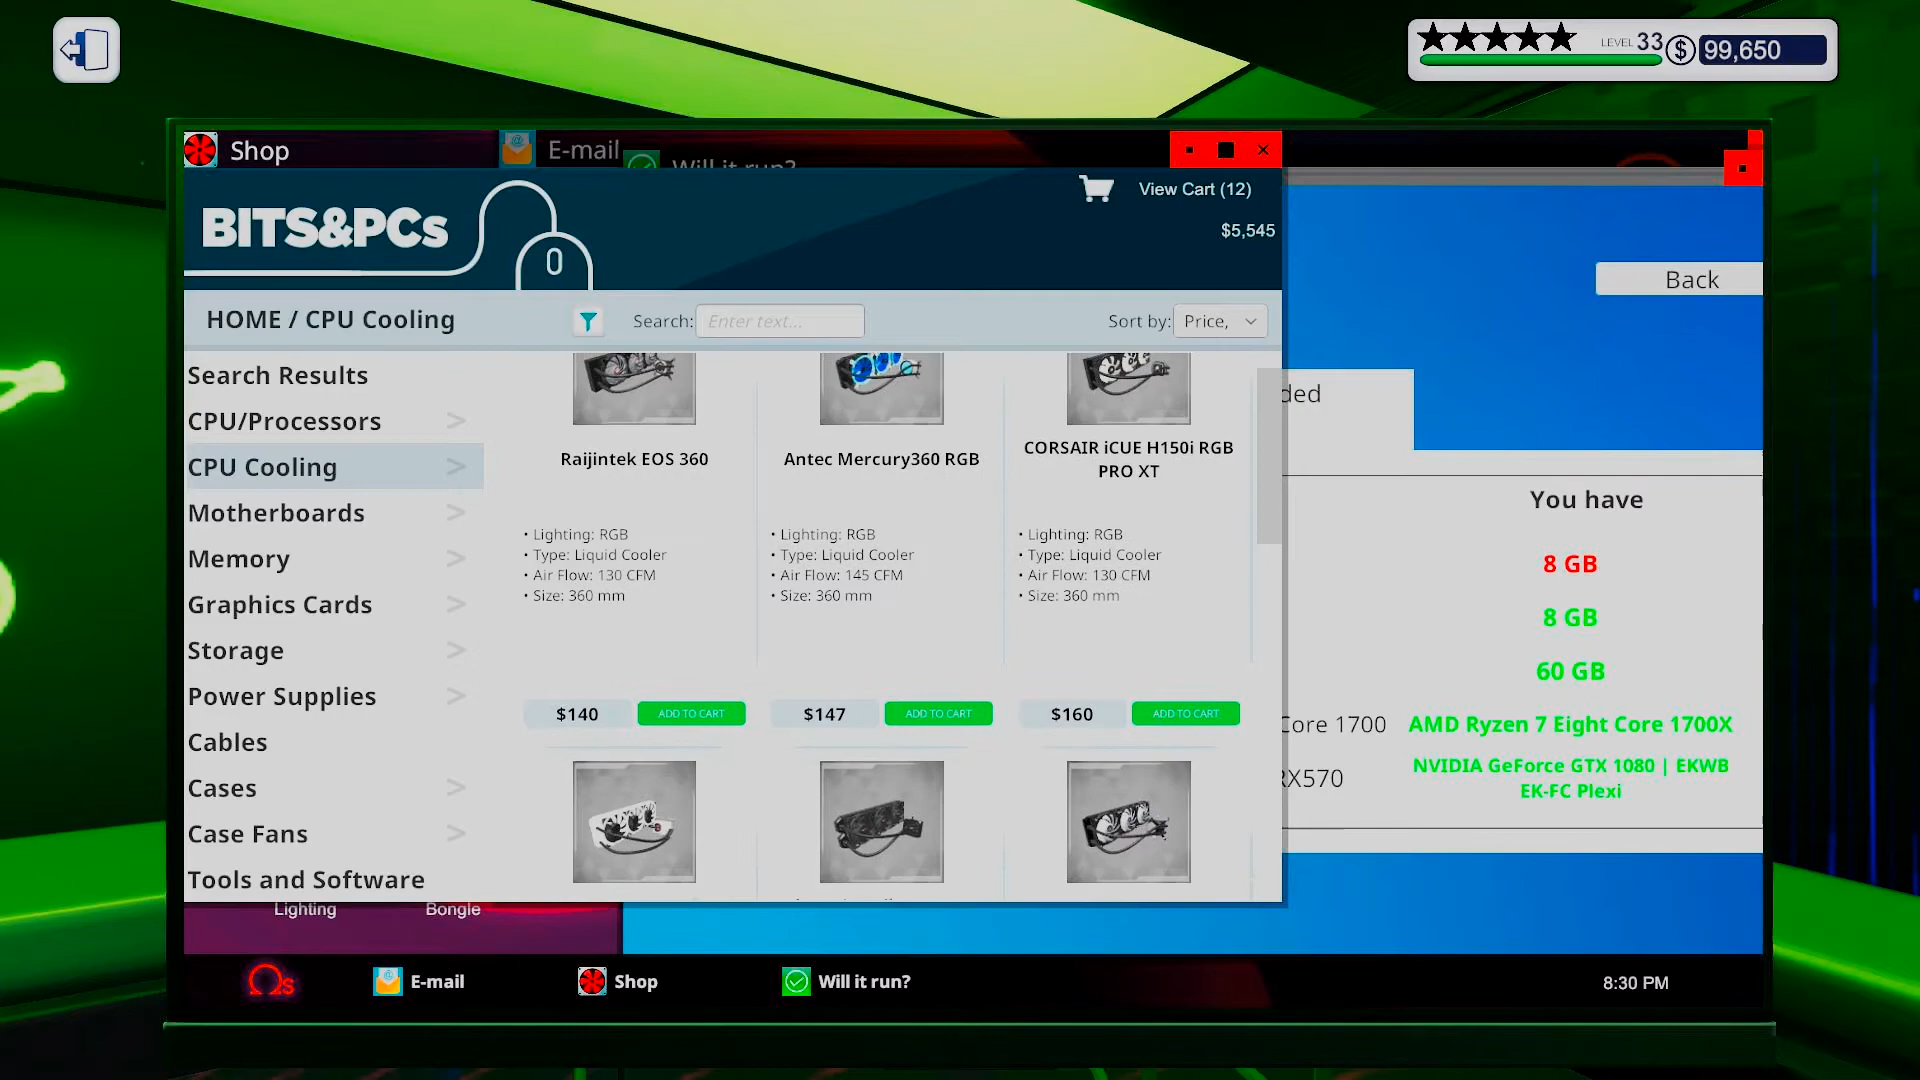 LEVEL 33
99,650
Shop
E-mail
Will it run?
BITS&PCs
View Cart (12)
$5,545
Back
HOME / CPU Cooling
Search:
Enter text...
Sort by:
Price,
Search Results
CPU/Processors
CPU Cooling
Motherboards
Memory
Graphics Cards
Storage
Power Supplies
Cables
Cases
Case Fans
Tools and Software
Raijintek EOS 360
• Lighting: RGB
• Type: Liquid Cooler
• Air Flow: 130 CFM
• Size: 360 mm
$140
ADD TO CART
Antec Mercury360 RGB
• Lighting: RGB
• Type: Liquid Cooler
• Air Flow: 145 CFM
• Size: 360 mm
$147
ADD TO CART
CORSAIR iCUE H150i RGB
PRO XT
• Lighting: RGB
• Type: Liquid Cooler
• Air Flow: 130 CFM
• Size: 360 mm
$160
ADD TO CART
ded
You have
8 GB
8 GB
60 GB
Core 1700
AMD Ryzen 7 Eight Core 1700X
RX570
NVIDIA GeForce GTX 1080 | EKWB
EK-FC Plexi
Lighting
Bongle
Ωs
E-mail
Shop
Will it run?
8:30 PM